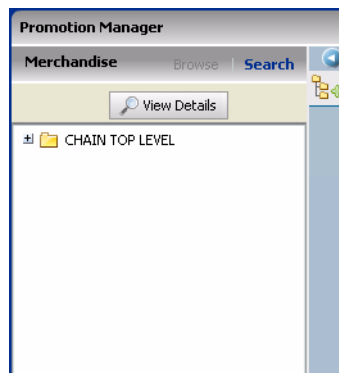 Promotion Manager
Merchandise Browse Search
View Details
CHAIN TOP LEVEL